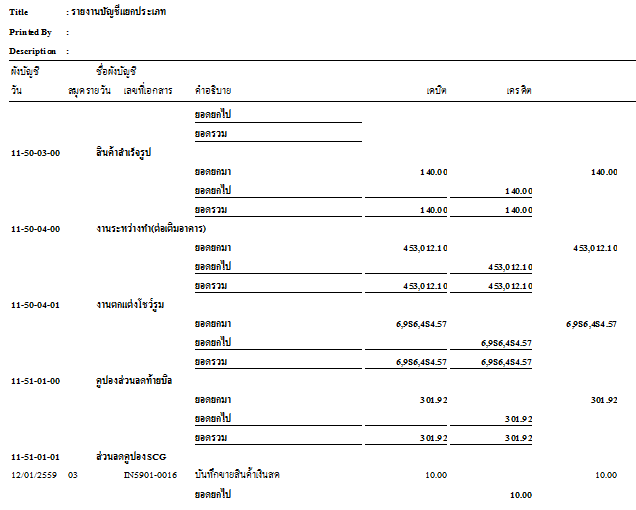 Title : รายงานบัญชีแยกประเภท
Printed By :
Description :
ผังบัญชี ชื่อผังบัญชี
วัน สมุดรายวัน เลขที่เอกสาร คำอธิบาย เดบิต เครดิต
ยอดยกไป
ยอดรวม
11-50-03-00 สินค้าสำเร็จรูป
ยอดยกมา 140.00 140.00
ยอดยกไป 140.00
ยอดรวม 140.00 140.00
11-50-04-00 งานระหว่างทำ(ต่อเติมอาคาร)
ยอดยกมา 453,012.10 453,012.10
ยอดยกไป 453,012.10
ยอดรวม 453,012.10 453,012.10
11-50-04-01 งานตกแต่งโชว์รูม
ยอดยกมา 6,986,484.57 6,986,484.57
ยอดยกไป 6,986,484.57
ยอดรวม 6,986,484.57 6,986,484.57
11-51-01-00 คูปองส่วนลดท้ายบิล
ยอดยกมา 301.92 301.92
ยอดยกไป 301.92
ยอดรวม 301.92 301.92
11-51-01-01 ส่วนลดคูปองSCG
12/01/2559 03 IN5901-0016 บันทึกขายสินค้าเงินสด 10.00 10.00
ยอดยกไป 10.00